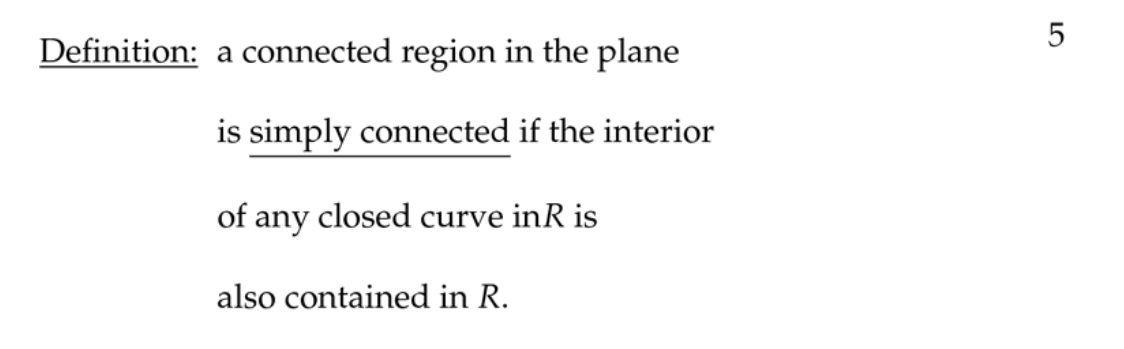 Definition: a connected region in the plane 5
is simply connected if the interior
of any closed curve inR is
also contained in R.